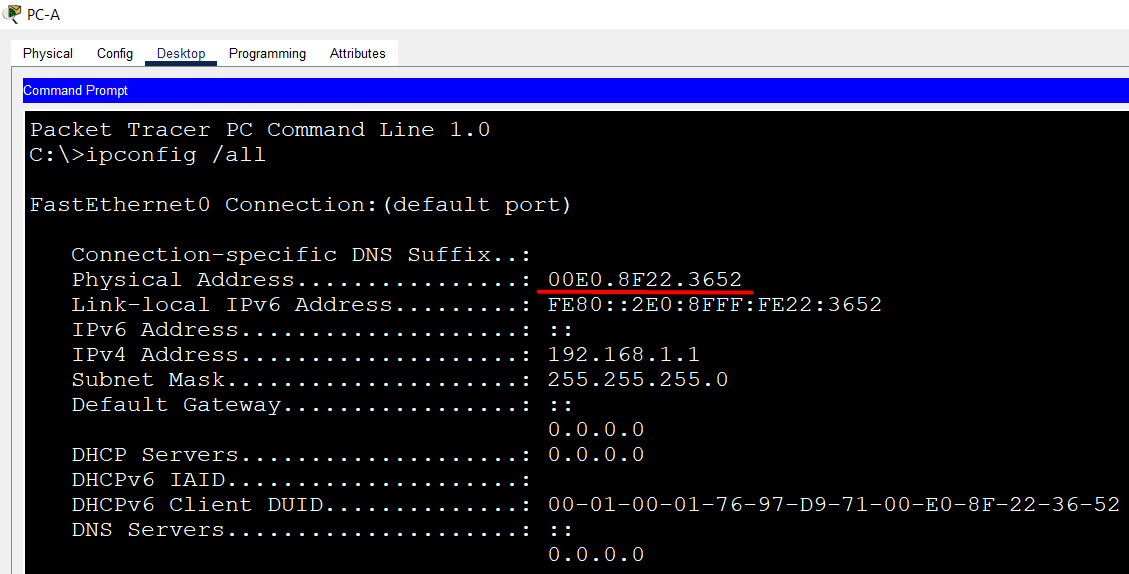 PC-A
Physical Config Desktop Programming Attributes
Command Prompt
Packet Tracer PC Command Line 1.0
C:\>ipconfig /all
FastEthernet0 Connection:(default port)
Connection-specific DNS Suffix..:
Physical Address................: 00E0.8F22.3652
Link-local IPv6 Address.........: FE80::2E0:8FFF:FE22:3652
IPv6 Address....................: ::
IPv4 Address....................: 192.168.1.1
Subnet Mask.....................: 255.255.255.0
Default Gateway.................: ::
0.0.0.0
DHCP Servers....................: 0.0.0.0
DHCPv6 IAID.....................:
DHCPv6 Client DUID..............: 00-01-00-01-76-97-D9-71-00-E0-8F-22-36-52
DNS Servers.....................: ::
0.0.0.0